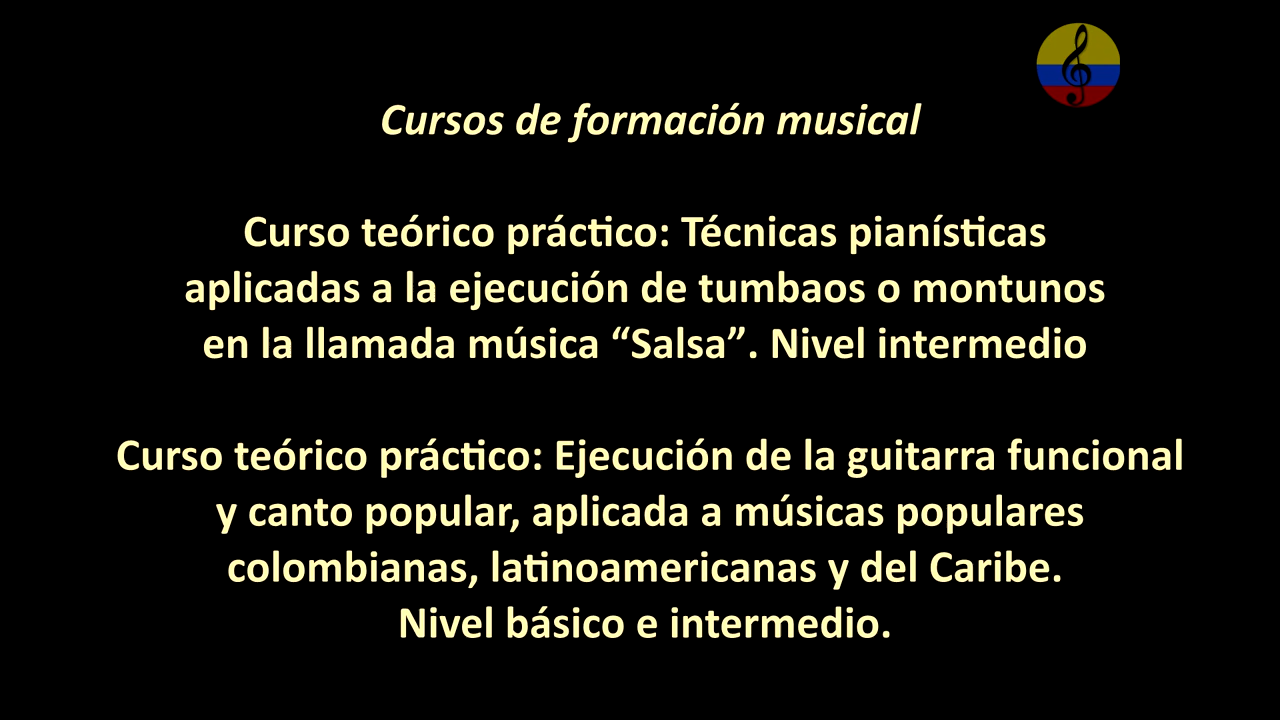 Cursos de formación musical
Curso teórico práctico: Técnicas pianísticas
aplicadas a la ejecución de tumbaos o montunos
en la llamada música “Salsa”. Nivel intermedio
Curso teórico práctico: Ejecución de la guitarra funcional
y canto popular, aplicada a músicas populares
colombianas, latinoamericanas y del Caribe.
Nivel básico e intermedio.